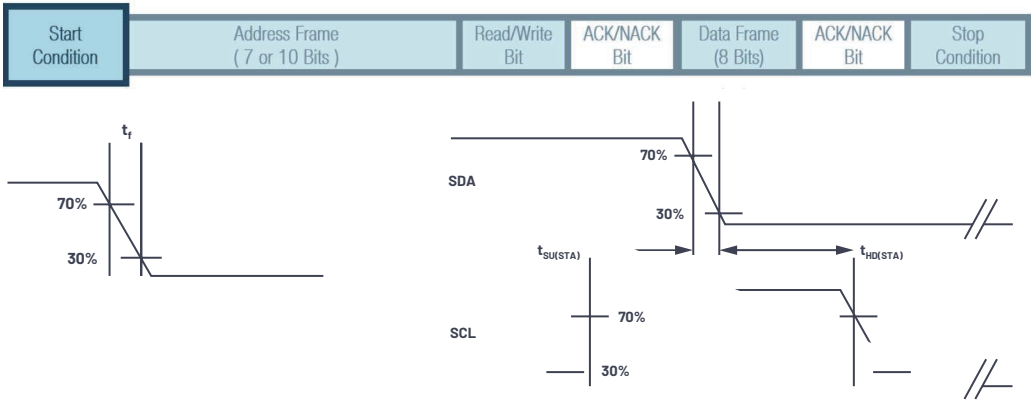 Start
Condition
Address Frame
( 7 or 10 Bits )
Read/Write
Bit
ACK/NACK
Bit
Data Frame
(8 Bits)
ACK/NACK
Bit
Stop
Condition
tf
70%
30%
SDA
70%
30%
tSU(STA)
tHD(STA)
SCL
70%
30%